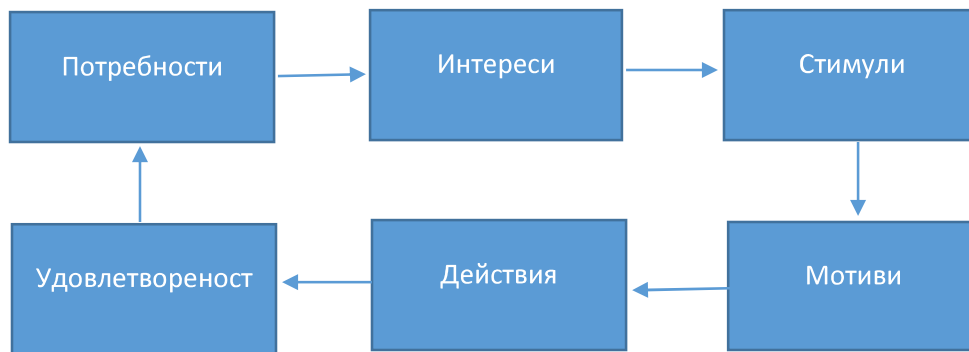 Потребности
Интереси
Стимули
Удовлетвореност
Действия
Мотиви